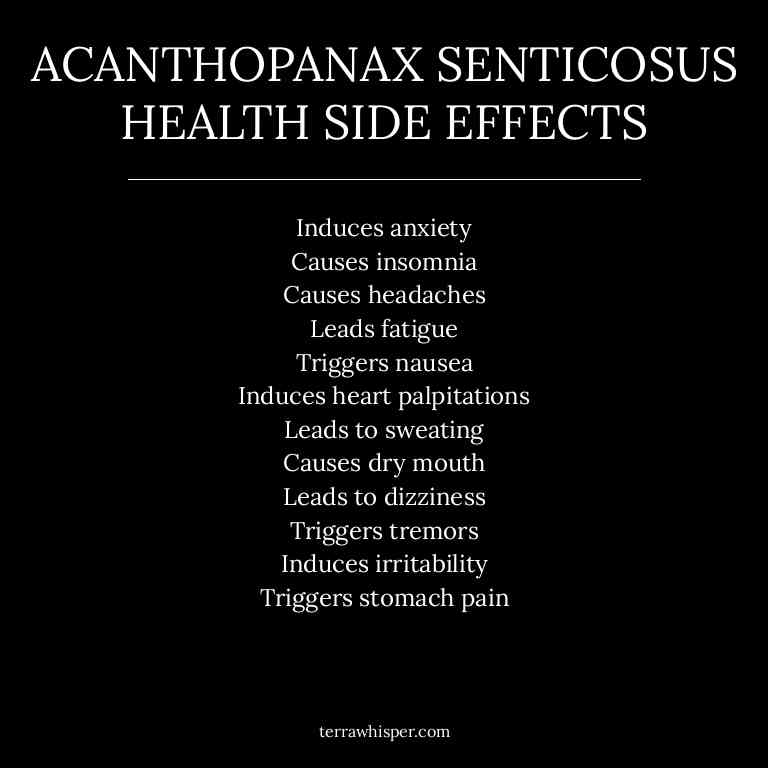 ACANTHOPANAX SENTICOSUS
HEALTH SIDE EFFECTS
Induces anxiety
Causes insomnia
Causes headaches
Leads fatigue
Triggers nausea
Induces heart palpitations
Leads to sweating
Causes dry mouth
Leads to dizziness
Triggers tremors
Induces irritability
Triggers stomach pain
terrawhisper.com